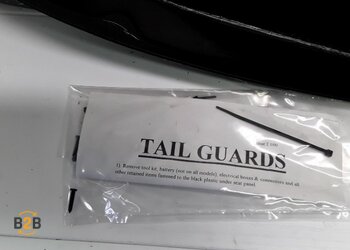 TAIL GUARDS
1). Remove tool kit, battery (not on all models), electrical boxes & connectors and all
other retained items fastened to the black plastic under seat panel
B2B